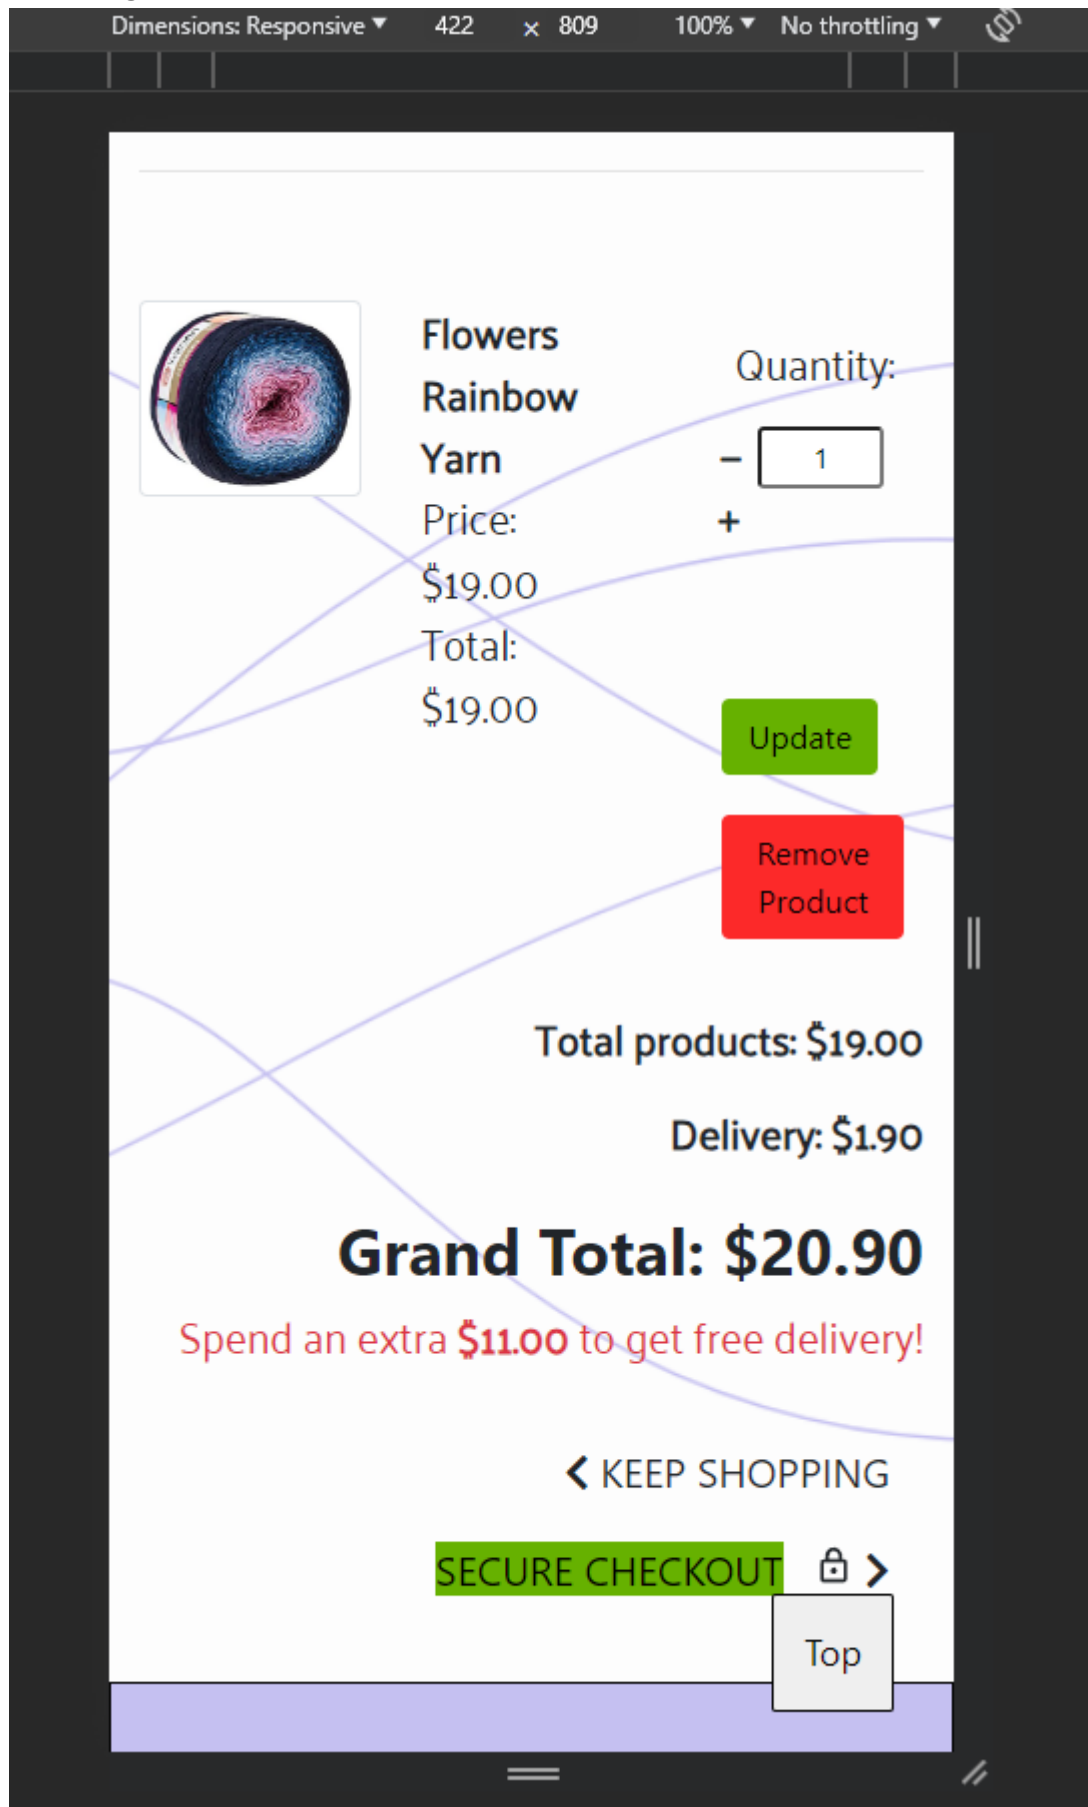 Dimensions: Responsive ▼ 422 × 809 100% ▼ No throttling ▼
Flowers
Rainbow
Yarn
Price:
$19.00
Total:
$19.00
Quantity:
− 1
+
Update
Remove
Product
Total products: $19.00
Delivery: $1.90
Grand Total: $20.90
Spend an extra $11.00 to get free delivery!
KEEP SHOPPING
SECURE CHECKOUT
Top